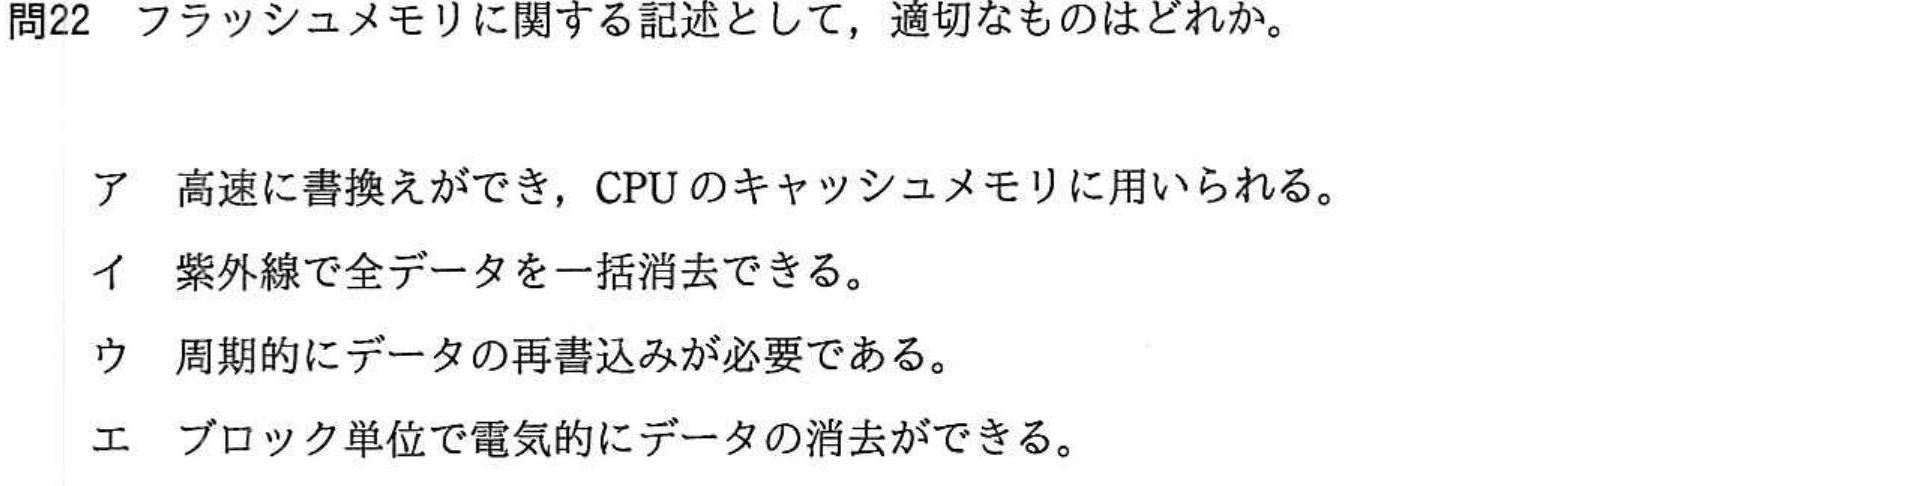 問22　フラッシュメモリに関する記述として，適切なものはどれか。
ア　高速に書換えができ，CPUのキャッシュメモリに用いられる。
イ　紫外線で全データを一括消去できる。
ウ　周期的にデータの再書込みが必要である。
エ　ブロック単位で電気的にデータの消去ができる。